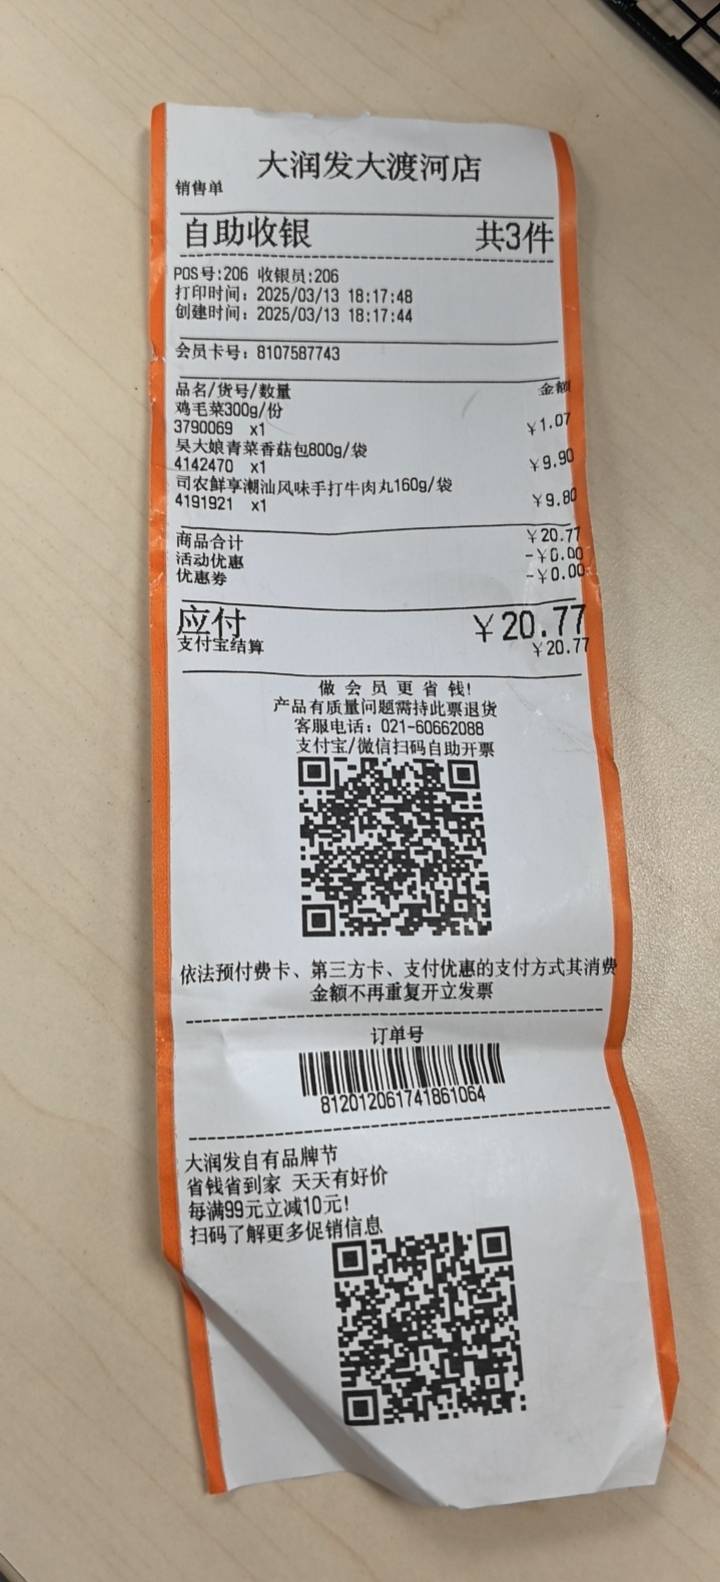 大润发大渡河店
销售单
自助收银 共3件
POS号:206 收银员:206
打印时间: 2025/03/13 18:17:48
创建时间: 2025/03/13 18:17:44
会员卡号: 8107587743
品名/货号/数量 金额
鸡毛菜300g/份
3790069 x1 ¥1.07
吴大娘青菜香菇包800g/袋
4142470 x1 ¥9.90
司农鲜享潮汕风味手打牛肉丸160g/袋
4191921 x1 ¥9.80
商品合计 ¥20.77
活动优惠 -¥0.00
优惠券 -¥0.00
应付 ¥20.77
支付宝结算 ¥20.77
做会员更省钱!
产品有质量问题需持此票退货
客服电话: 021-60662088
支付宝/微信扫码自助开票
依法预付费卡、第三方卡、支付优惠的支付方式其消费
金额不再重复开立发票
订单号
812012061741861064
大润发自有品牌节
省钱省到家 天天有好价
每满99元立减10元!
扫码了解更多促销信息